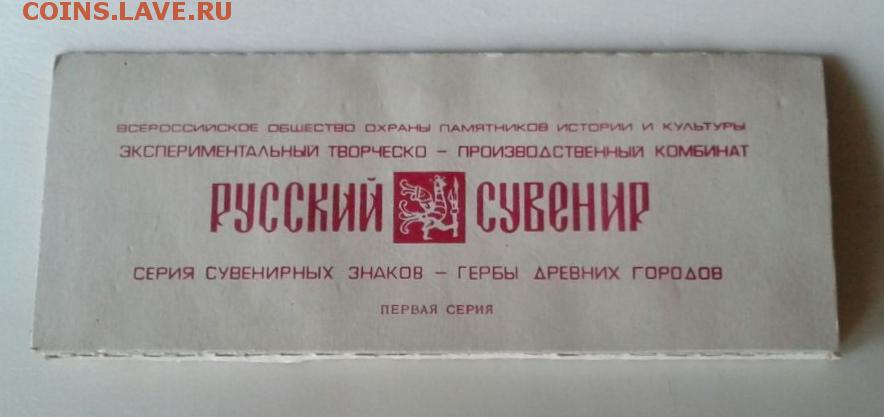 COINS.LAVE.RU
ВСЕРОССИЙСКОЕ ОБЩЕСТВО ОХРАНЫ ПАМЯТНИКОВ ИСТОРИИ И КУЛЬТУРЫ
ЭКСПЕРИМЕНТАЛЬНЫЙ ТВОРЧЕСКО – ПРОИЗВОДСТВЕННЫЙ КОМБИНАТ
РУССКИЙ СУВЕНИР
СЕРИЯ СУВЕНИРНЫХ ЗНАКОВ – ГЕРБЫ ДРЕВНИХ ГОРОДОВ
ПЕРВАЯ СЕРИЯ